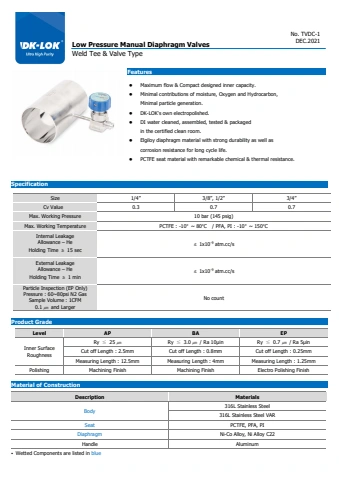 DK-LOK®
Ultra High Purity
No. TVDC-1
DEC.2021
Low Pressure Manual Diaphragm Valves
Weld Tee & Valve Type
Features
● Maximum flow & Compact designed inner capacity.
● Minimal contributions of moisture, Oxygen and Hydrocarbon,
Minimal particle generation.
● DK-LOK's own electropolished.
● DI water cleaned, assembled, tested & packaged
in the certified clean room.
● Elgiloy diaphragm material with strong durability as well as
corrosion resistance for long cycle life.
● PCTFE seat material with remarkable chemical & thermal resistance.
Specification
Size 1/4" 3/8", 1/2" 3/4"
Cv Value 0.3 0.7 0.7
Max. Working Pressure 10 bar (145 psig)
Max. Working Temperature PCTFE : -10° ~ 80℃ / PFA, PI : -10° ~ 150℃
Internal Leakage
Allowance – He
Holding Time ≥ 15 sec
≤ 1x10⁻⁹ atm.cc/s
External Leakage
Allowance – He
Holding Time ≥ 1 min
≤ 1x10⁻⁹ atm.cc/s
Particle Inspection (EP Only)
Pressure : 60~80psi N2 Gas
Sample Volume : 1CFM
0.1 ㎛ and Larger
No count
Product Grade
Level AP BA EP
Inner Surface
Roughness
Ry ≤ 25 ㎛ Ry ≤ 3.0 ㎛ / Ra 10μin Ry ≤ 0.7 ㎛ / Ra 5μin
Cut off Length : 2.5mm Cut off Length : 0.8mm Cut off Length : 0.25mm
Measuring Length : 12.5mm Measuring Length : 4mm Measuring Length : 1.25mm
Polishing Machining Finish Machining Finish Electro Polishing Finish
Material of Construction
Description Materials
Body
316L Stainless Steel
316L Stainless Steel VAR
Seat PCTFE, PFA, PI
Diaphragm Ni-Co Alloy, Ni Alloy C22
Handle Aluminum
• Wetted Components are listed in blue